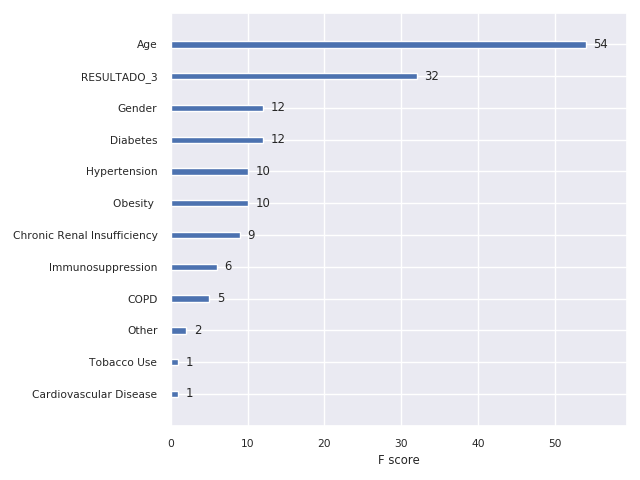 Age 54
RESULTADO_3 32
Gender 12
Diabetes 12
Hypertension 10
Obesity 10
Chronic Renal Insufficiency 9
Immunosuppression 6
COPD 5
Other 2
Tobacco Use 1
Cardiovascular Disease 1
0 10 20 30 40 50
F score